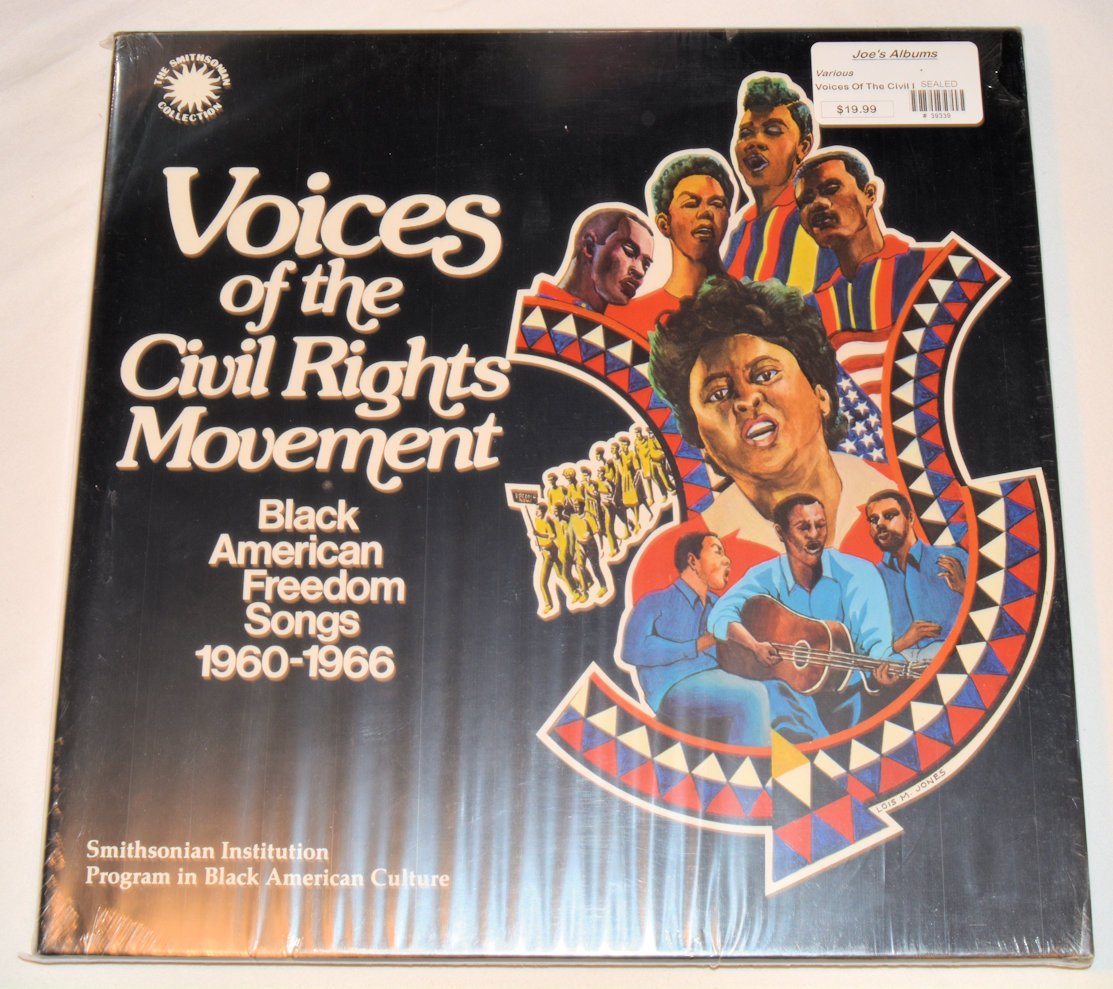 THE SMITHSONIAN
COLLECTION
Joe's Albums
Various
Voices Of The Civil
SEALED
$19.99
# 39339
Voices
of the
Civil Rights
Movement
Black
American
Freedom
Songs
1960-1966
LOIS M. JONES
Smithsonian Institution
Program in Black American Culture